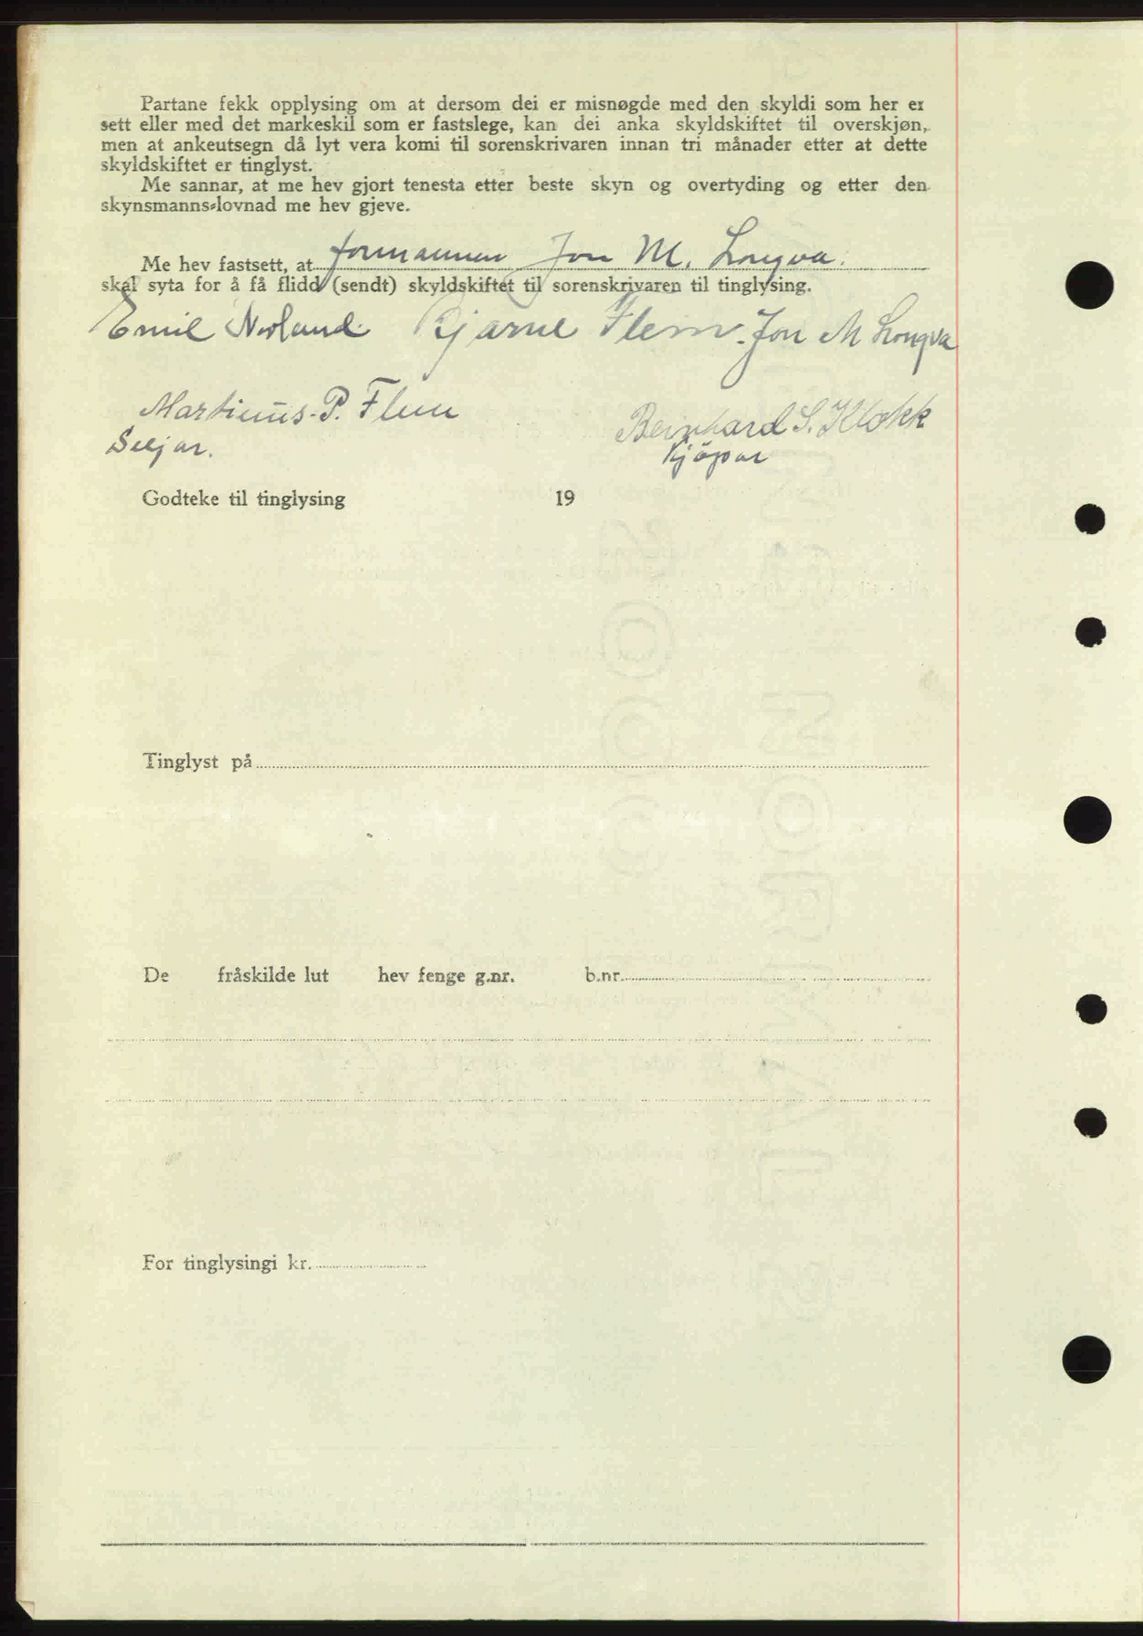 Partane fekk opplysing om at dersom dei er misnøgde med den skyldi som her er
sett eller med det markeskil som er fastslege, kan dei anka skyldskiftet til overskjøn,
men at ankeutsegn då lyt vera komi til sorenskrivaren innan tri månader etter at dette
skyldskiftet er tinglyst.
Me sannar, at me hev gjort tenesta etter beste skyn og overtyding og etter den
skynsmanns-lovnad me hev gjeve.
Me hev fastsett, at formannen Jon M. Longva.
skal syta for å få flidd (sendt) skyldskiftet til sorenskrivaren til tinglysing.
Emil Norland. Bjarne Flem. Jon M Longva
Martinus P. Flem
Bernhard S. Klokk
Seljar.
Kjöpar
Godteke til tinglysing 19
Tinglyst på
De fråskilde lut hev fenge g.nr. b.nr.
For tinglysingi kr.